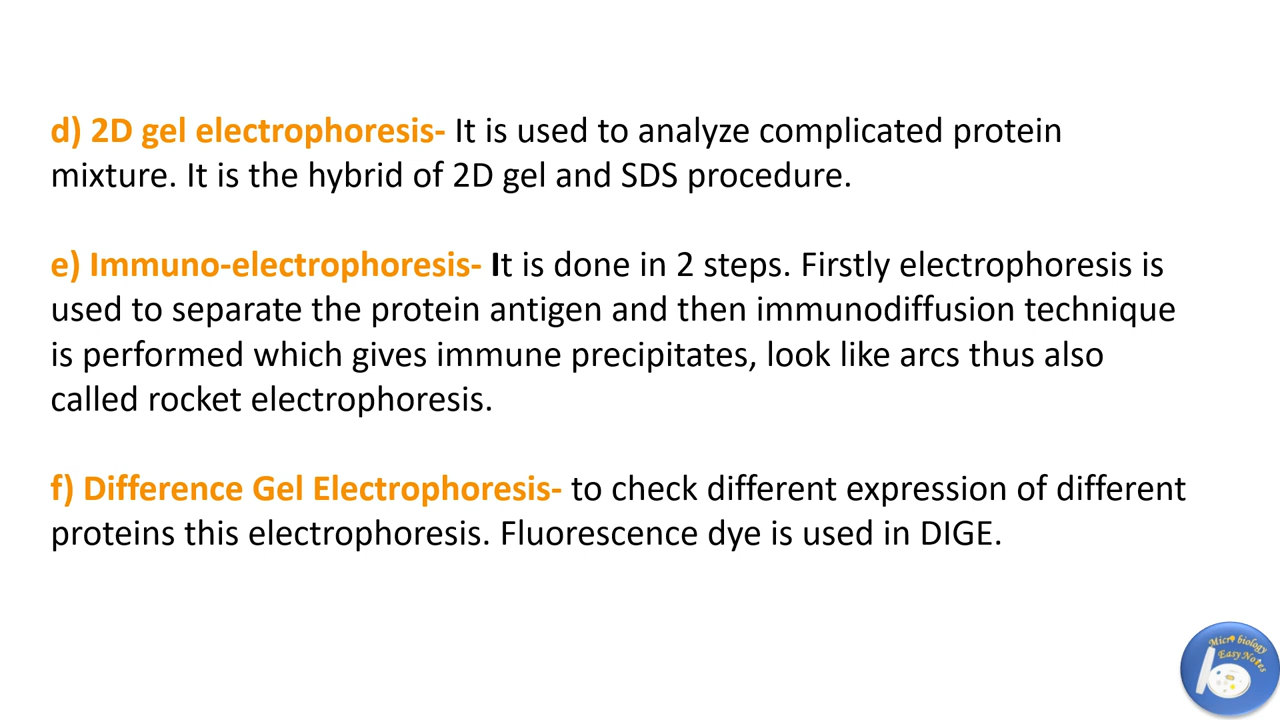 d) 2D gel electrophoresis- It is used to analyze complicated protein
mixture. It is the hybrid of 2D gel and SDS procedure.
e) Immuno-electrophoresis- It is done in 2 steps. Firstly electrophoresis is
used to separate the protein antigen and then immunodiffusion technique
is performed which gives immune precipitates, look like arcs thus also
called rocket electrophoresis.
f) Difference Gel Electrophoresis- to check different expression of different
proteins this electrophoresis. Fluorescence dye is used in DIGE.
Micro biology
Easy Notes